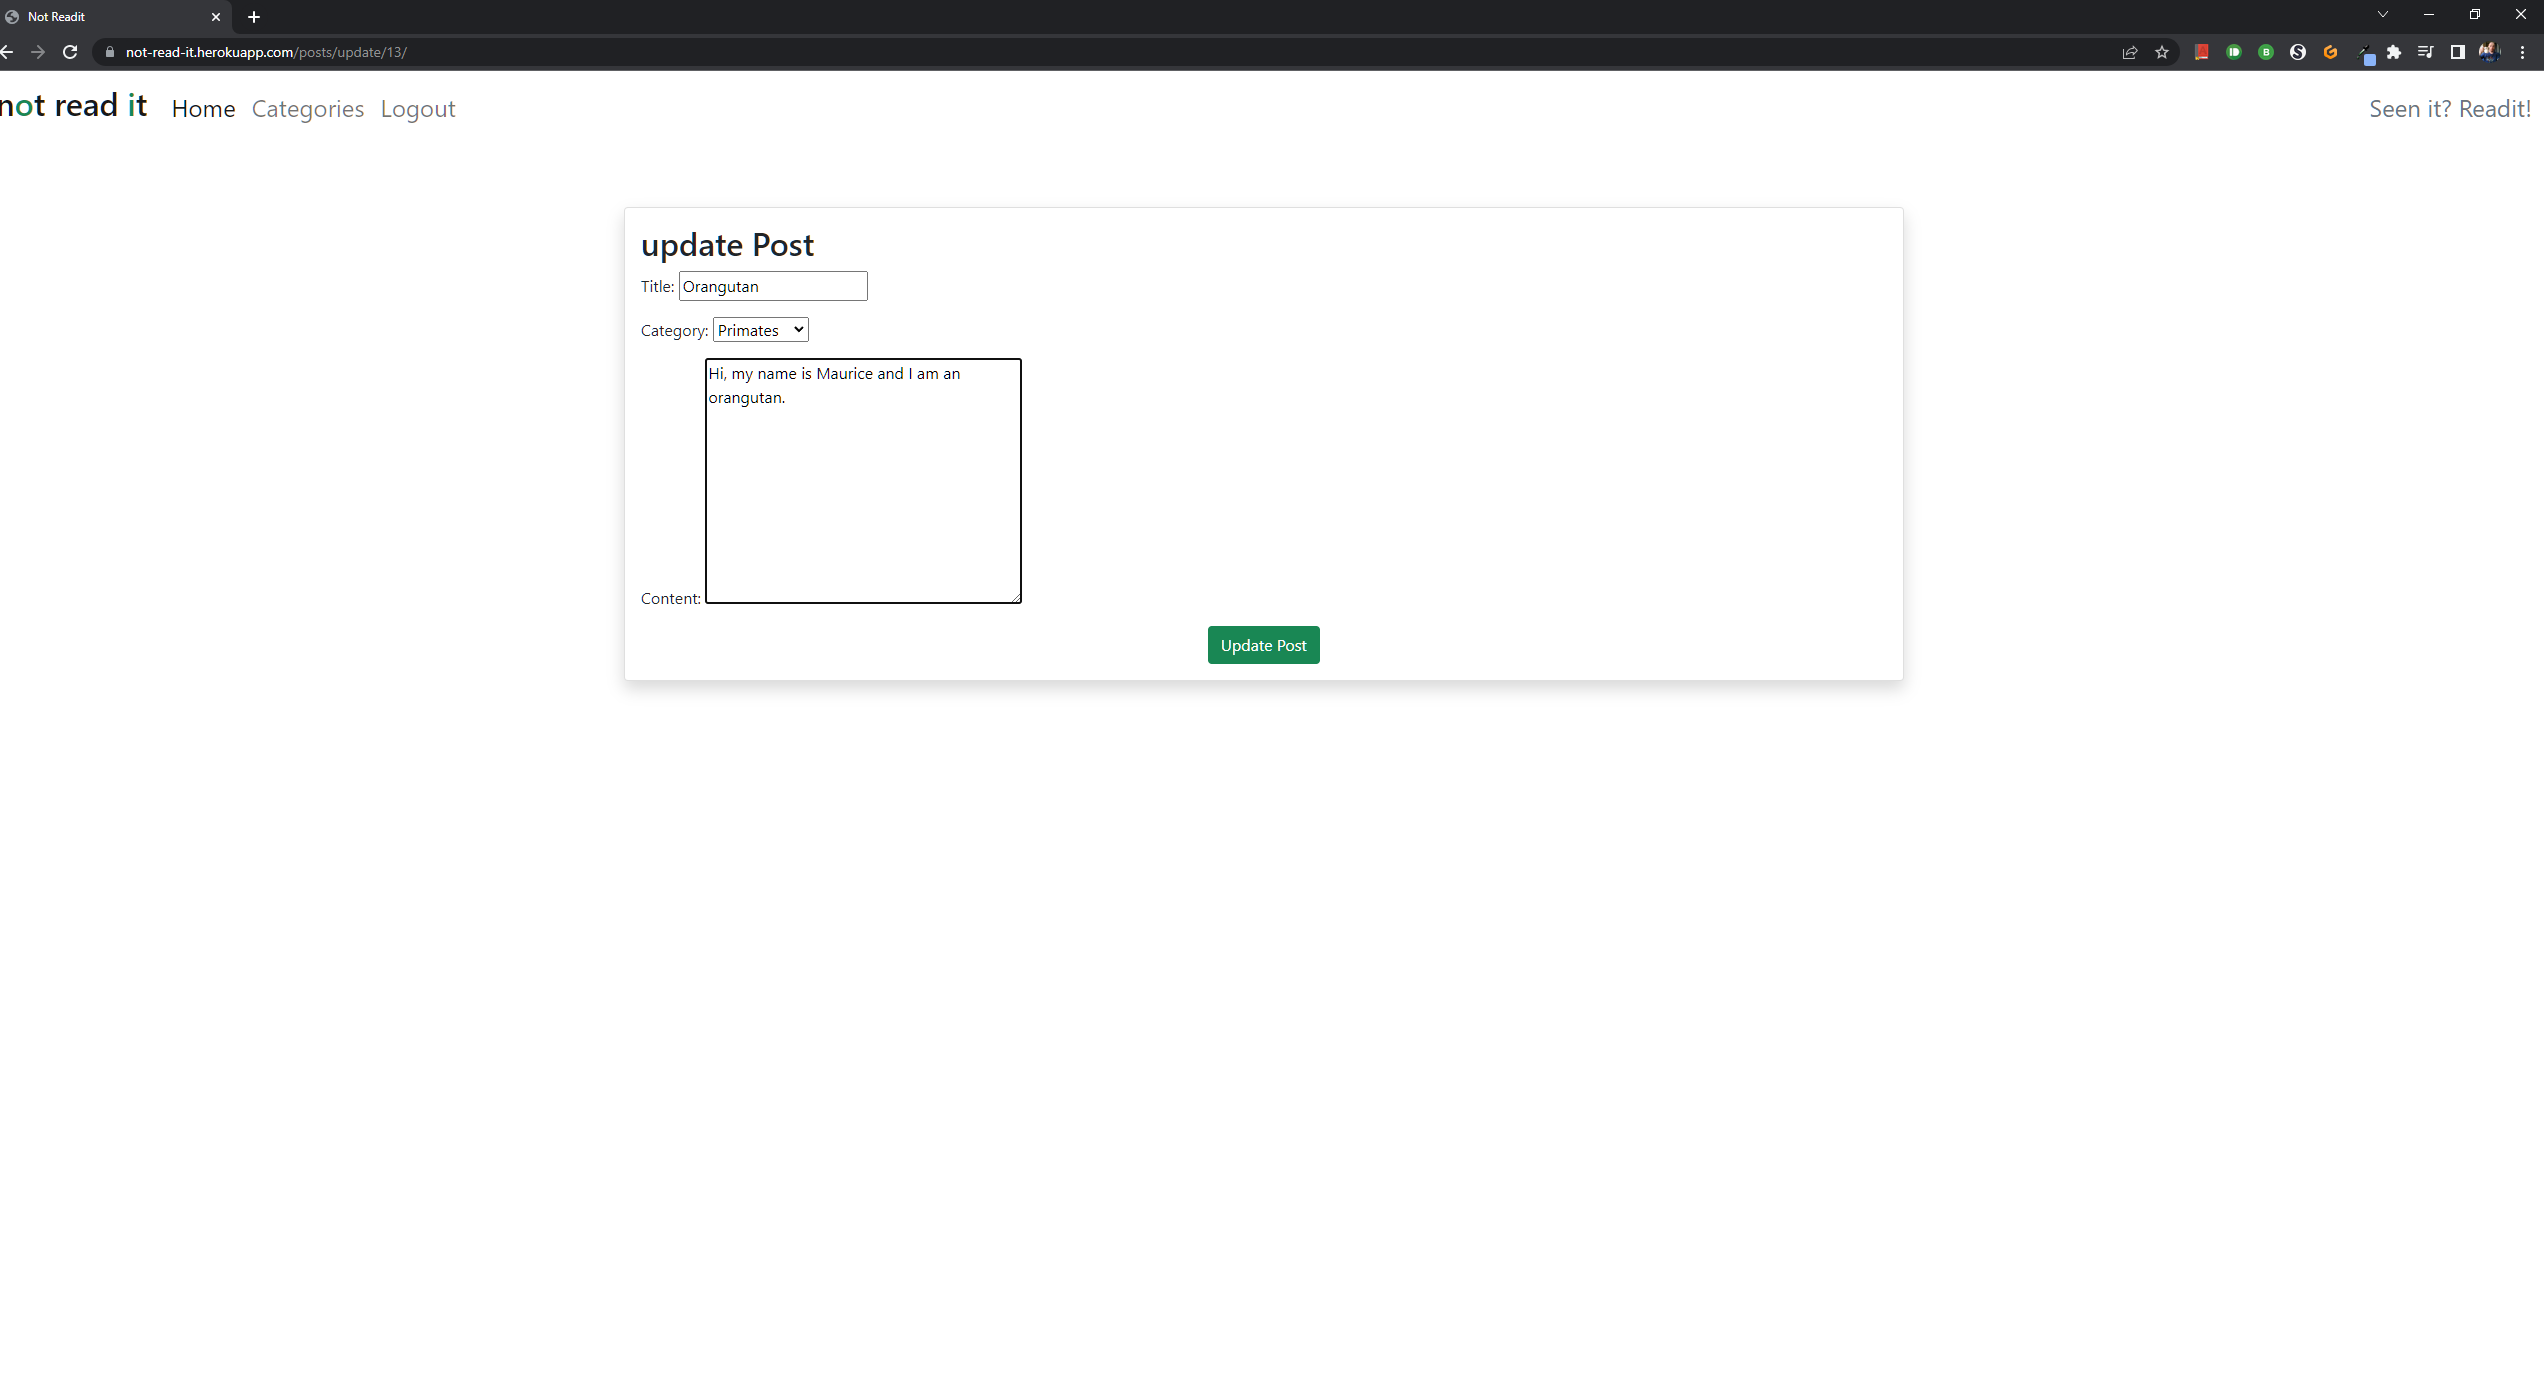 Not Readit
not-read-it.herokuapp.com/posts/update/13/
not read it Home Categories Logout Seen it? Readit!
update Post
Title: Orangutan
Category: Primates
Hi, my name is Maurice and I am an
orangutan.
Content:
Update Post